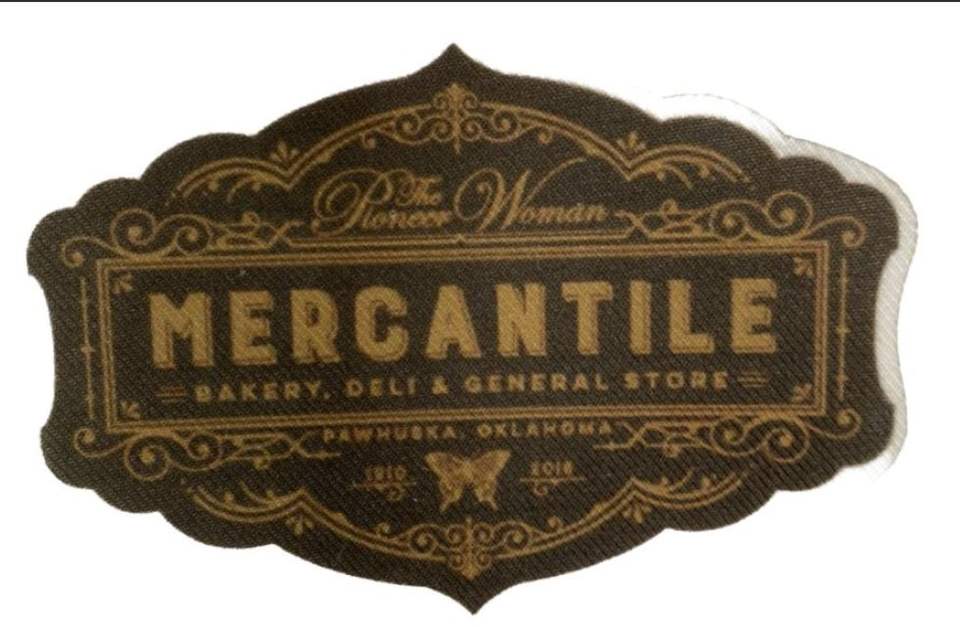 The
Pioneer Woman
MERCANTILE
BAKERY, DELI & GENERAL STORE
PAWHUSKA, OKLAHOMA
1910 2016